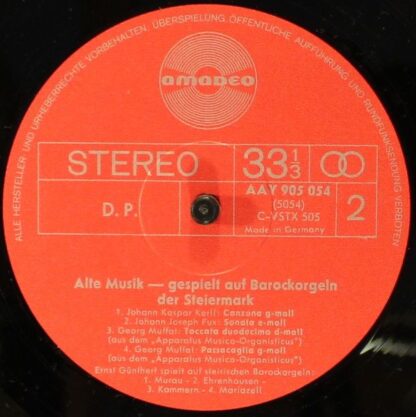 ALLE HERSTELLER- UND URHEBERRECHTE VORBEHALTEN. ÜBERSPIELUNG, ÖFFENTLICHE AUFFÜHRUNG UND RUNDFUNKSENDUNG VERBOTEN
AMADEO
STEREO 33 1/3
D. P. AAV 905 054 2
(5054)
C-VSTX 505
Made in Germany
Alte Musik — gespielt auf Barockorgeln
der Steiermark
1. Johann Kaspar Kerll: Canzona g-moll
2. Johann Joseph Fux: Sonata e-moll
3. Georg Muffat: Toccata duodecima d-moll
(aus dem „Apparatus Musico-Organisticus")
4. Georg Muffat: Passacaglia g-moll
(aus dem „Apparatus Musico-Organisticus")
Ernst Günthert spielt auf steirischen Barockorgeln:
1. Murau - 2. Ehrenhausen -
3. Kammern - 4. Mariazell